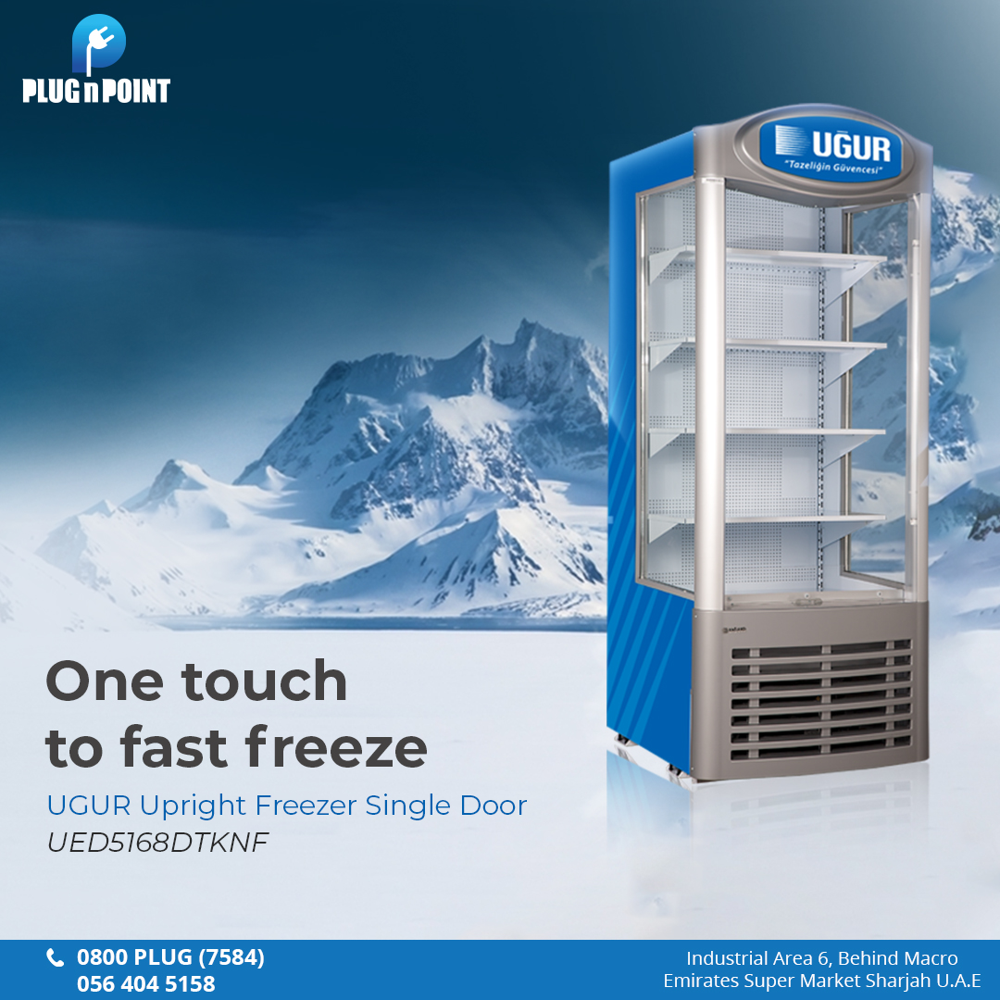 PLUG n POINT
UĞUR
"Tazeliğin Güvencesi"
One touch
to fast freeze
UGUR Upright Freezer Single Door
UED5168DTKNF
0800 PLUG (7584)
056 404 5158
Industrial Area 6, Behind Macro
Emirates Super Market Sharjah U.A.E